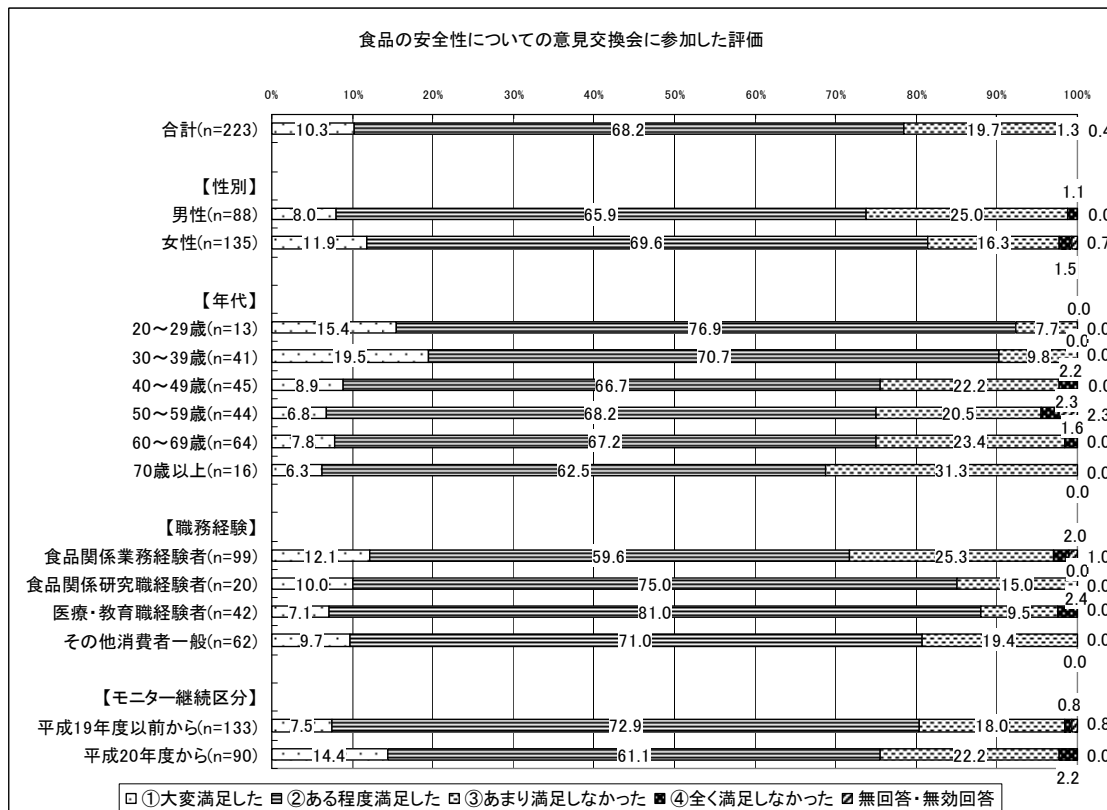 食品の安全性についての意見交換会に参加した評価
0% 10% 20% 30% 40% 50% 60% 70% 80% 90% 100%
合計(n=223) 10.3 68.2 19.7 1.3 0.4
【性別】 1.1
男性(n=88) 8.0 65.9 25.0 0.0
女性(n=135) 11.9 69.6 16.3 0.7
1.5
【年代】 0.0
20～29歳(n=13) 15.4 76.9 7.7 0.0
0.0
30～39歳(n=41) 19.5 70.7 9.8 0.0
2.2
40～49歳(n=45) 8.9 66.7 22.2 0.0
2.3
50～59歳(n=44) 6.8 68.2 20.5 2.3
1.6
60～69歳(n=64) 7.8 67.2 23.4 0.0
70歳以上(n=16) 6.3 62.5 31.3 0.0
0.0
【職務経験】 2.0
食品関係業務経験者(n=99) 12.1 59.6 25.3 1.0
0.0
食品関係研究職経験者(n=20) 10.0 75.0 15.0 0.0
2.4
医療・教育職経験者(n=42) 7.1 81.0 9.5 0.0
その他消費者一般(n=62) 9.7 71.0 19.4 0.0
0.0
【モニター継続区分】 0.8
平成19年度以前から(n=133) 7.5 72.9 18.0 0.8
平成20年度から(n=90) 14.4 61.1 22.2 0.0
2.2
①大変満足した ②ある程度満足した ③あまり満足しなかった ④全く満足しなかった 無回答・無効回答